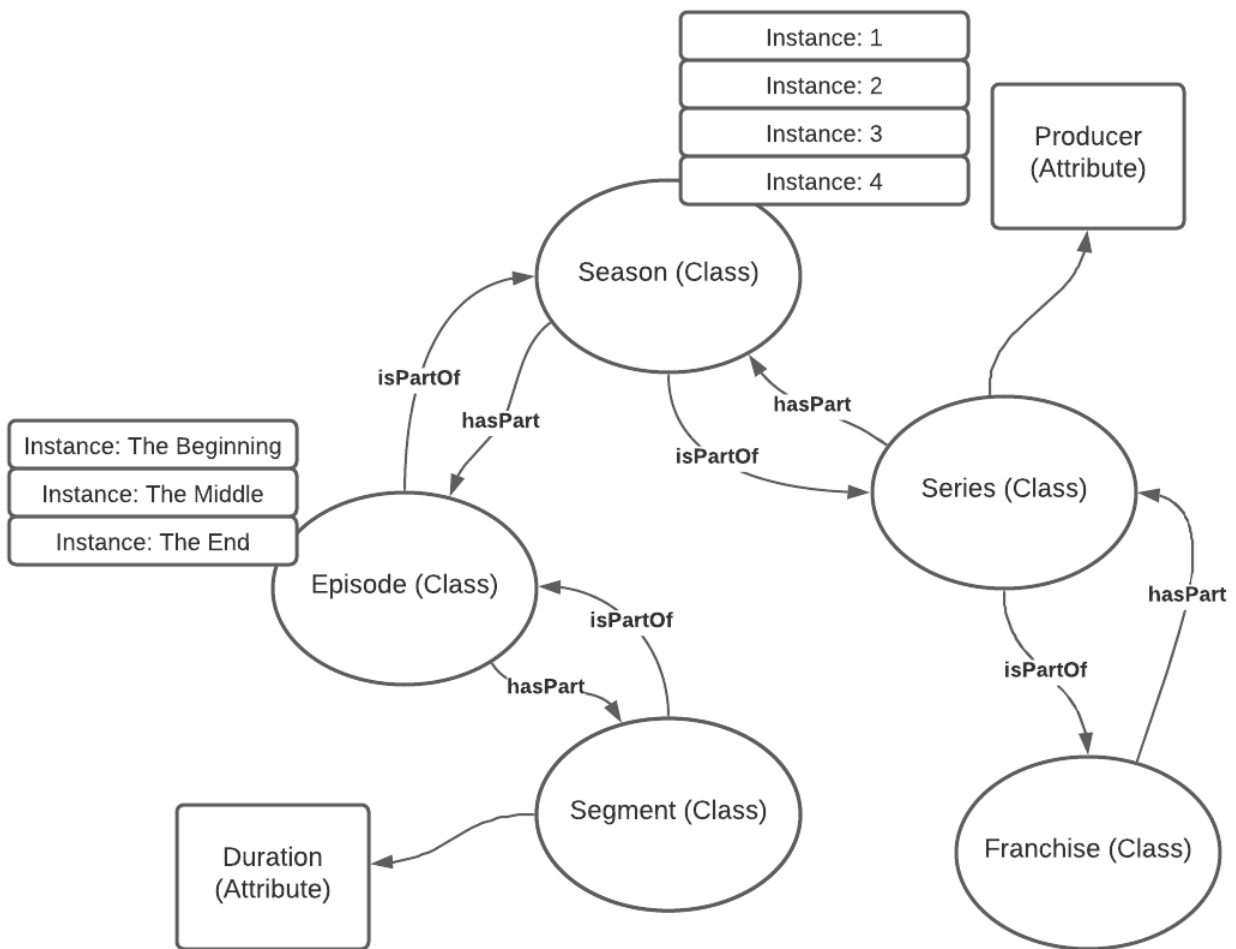 Instance: 1
Instance: 2
Instance: 3
Instance: 4
Producer
(Attribute)
Season (Class)
isPartOf
hasPart
hasPart
isPartOf
Instance: The Beginning
Instance: The Middle
Instance: The End
Series (Class)
Episode (Class)
isPartOf
hasPart
hasPart
isPartOf
Segment (Class)
Duration
(Attribute)
Franchise (Class)